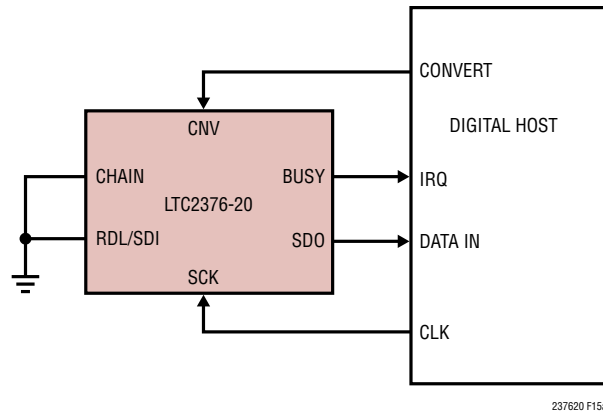 CONVERT
CNV
DIGITAL HOST
CHAIN
BUSY
IRQ
LTC2376-20
RDL/SDI
SDO
DATA IN
SCK
CLK